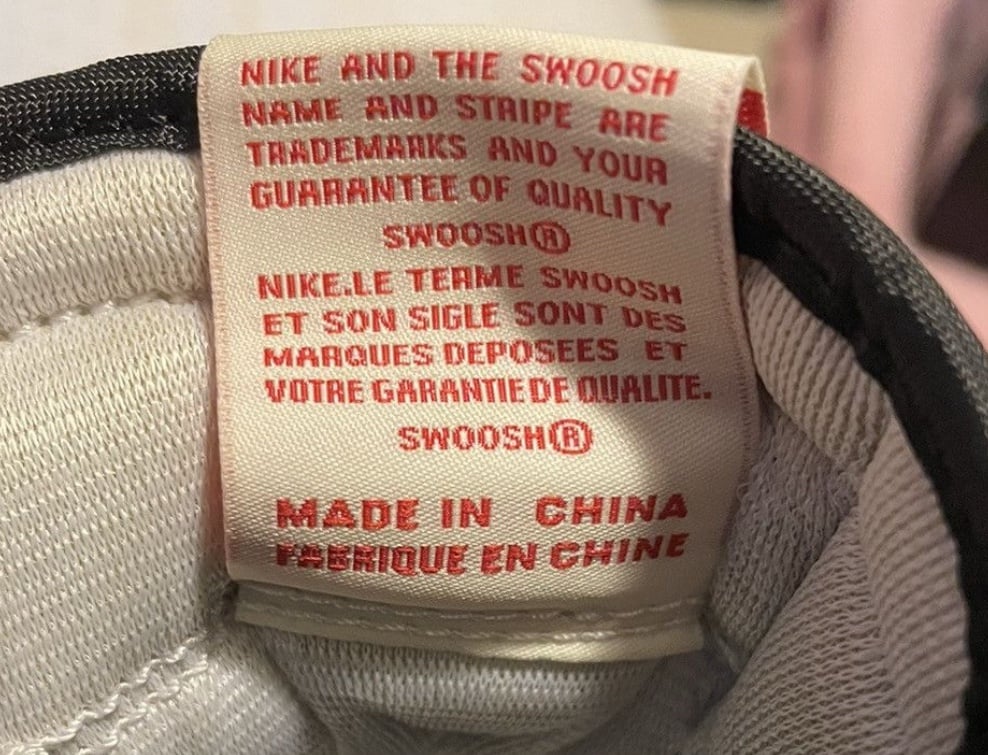 NIKE AND THE SWOOSH
NAME AND STRIPE ARE
TRADEMARKS AND YOUR
GUARANTEE OF QUALITY
SWOOSH®
NIKE.LE TERME SWOOSH
ET SON SIGLE SONT DES
MARQUES DEPOSEES ET
VOTRE GARANTIE DE QUALITE.
SWOOSH®
MADE IN CHINA
FABRIQUE EN CHINE